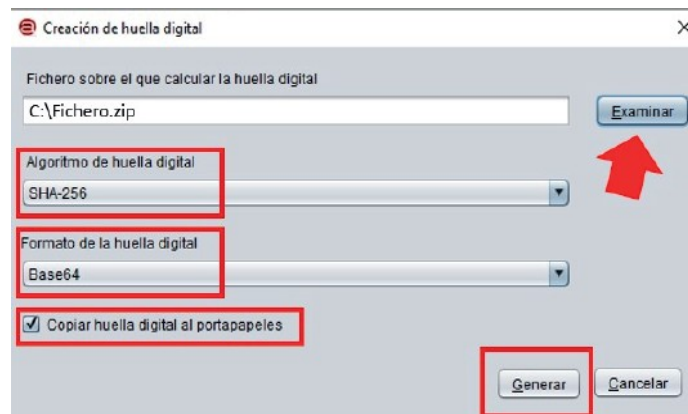 Creación de huella digital
Fichero sobre el que calcular la huella digital
C:\Fichero.zip
Examinar
Algoritmo de huella digital
SHA-256
Formato de la huella digital
Base64
Copiar huella digital al portapapeles
Generar
Cancelar